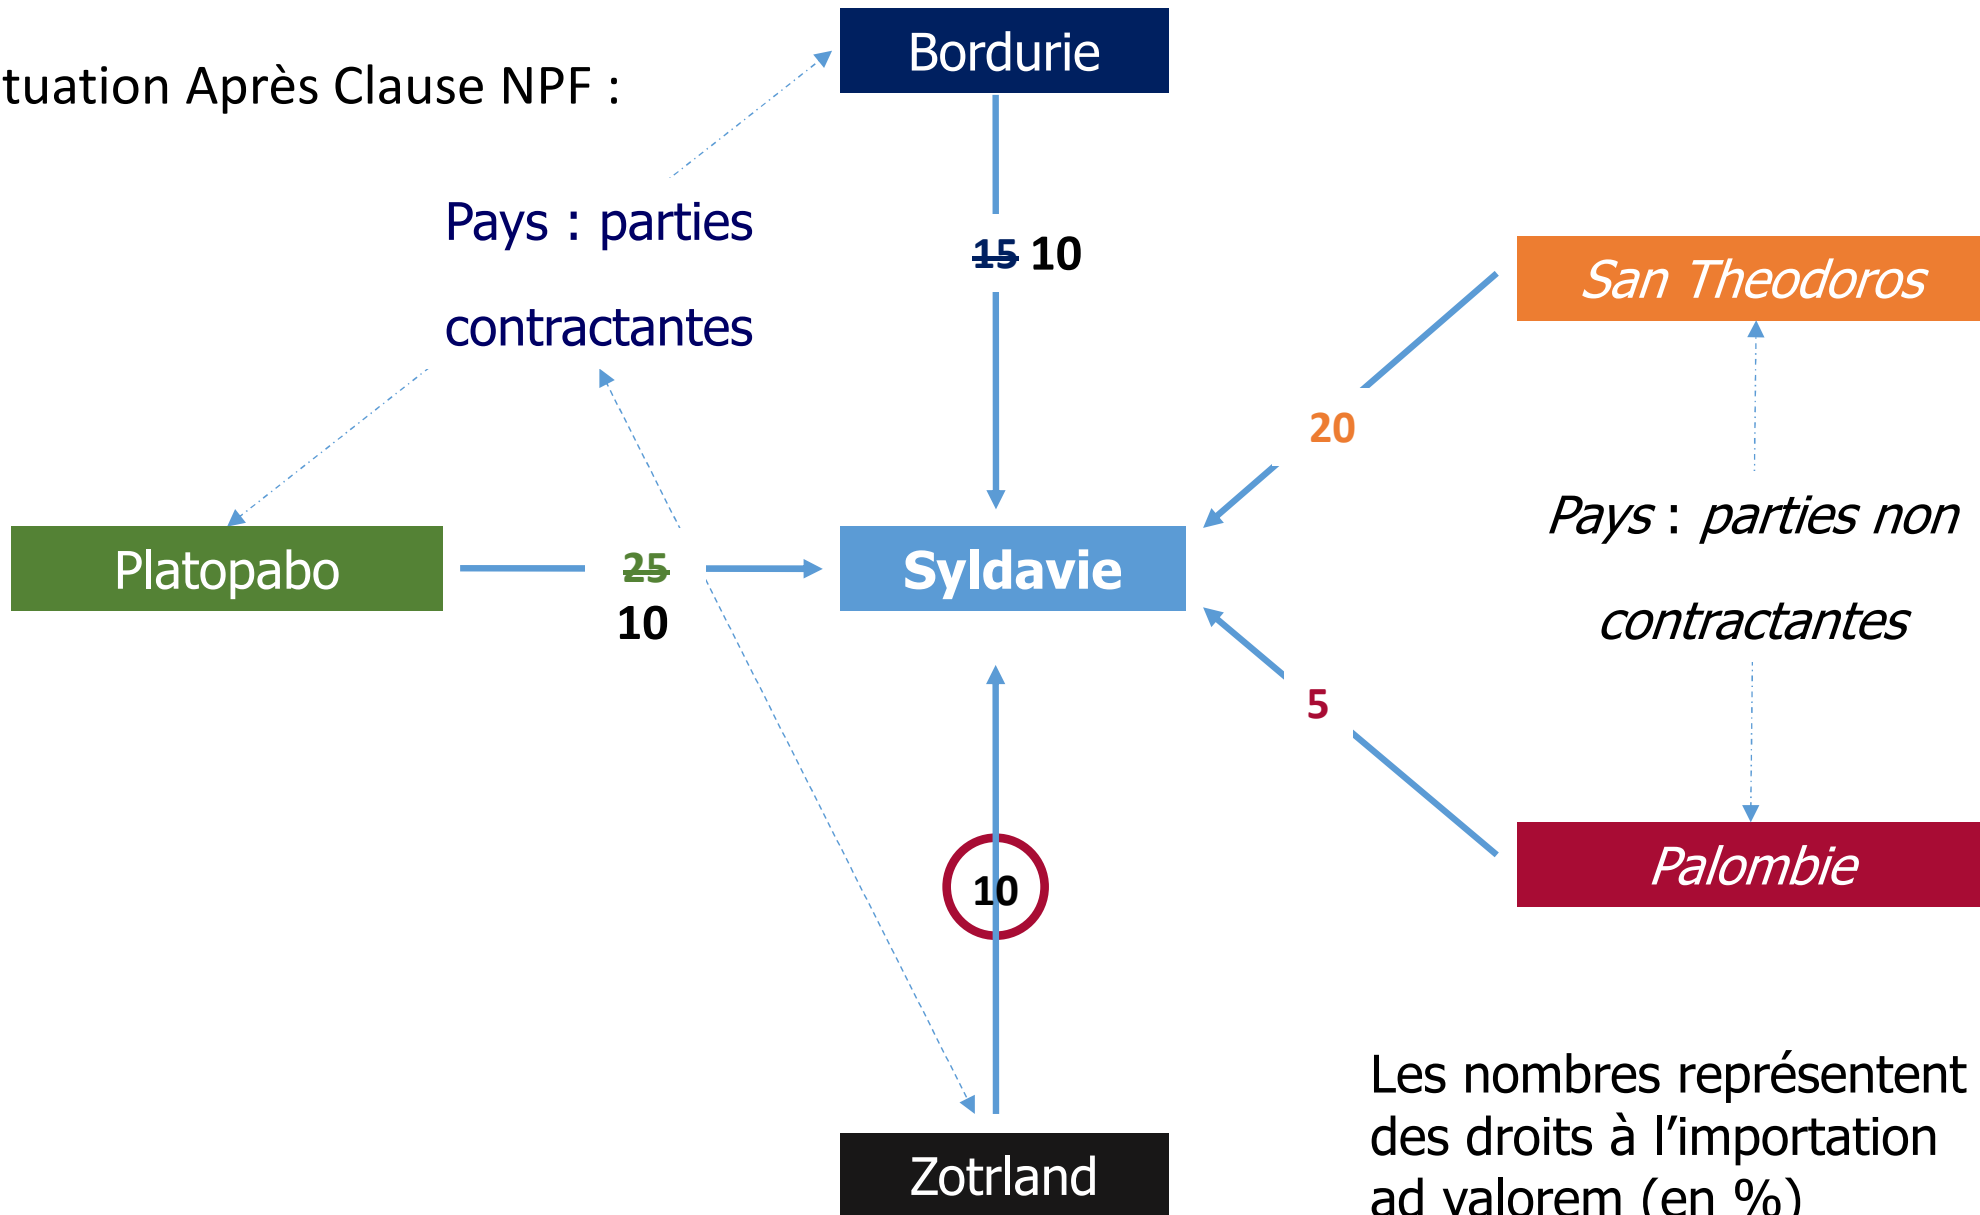 Bordurie
tuation Après Clause NPF :
Pays : parties
contractantes
15 10
San Theodoros
20
Pays : parties non
contractantes
Platopabo
25
10
Syldavie
5
Palombie
10
Zotrland
Les nombres représentent
des droits à l’importation
ad valorem (en %)